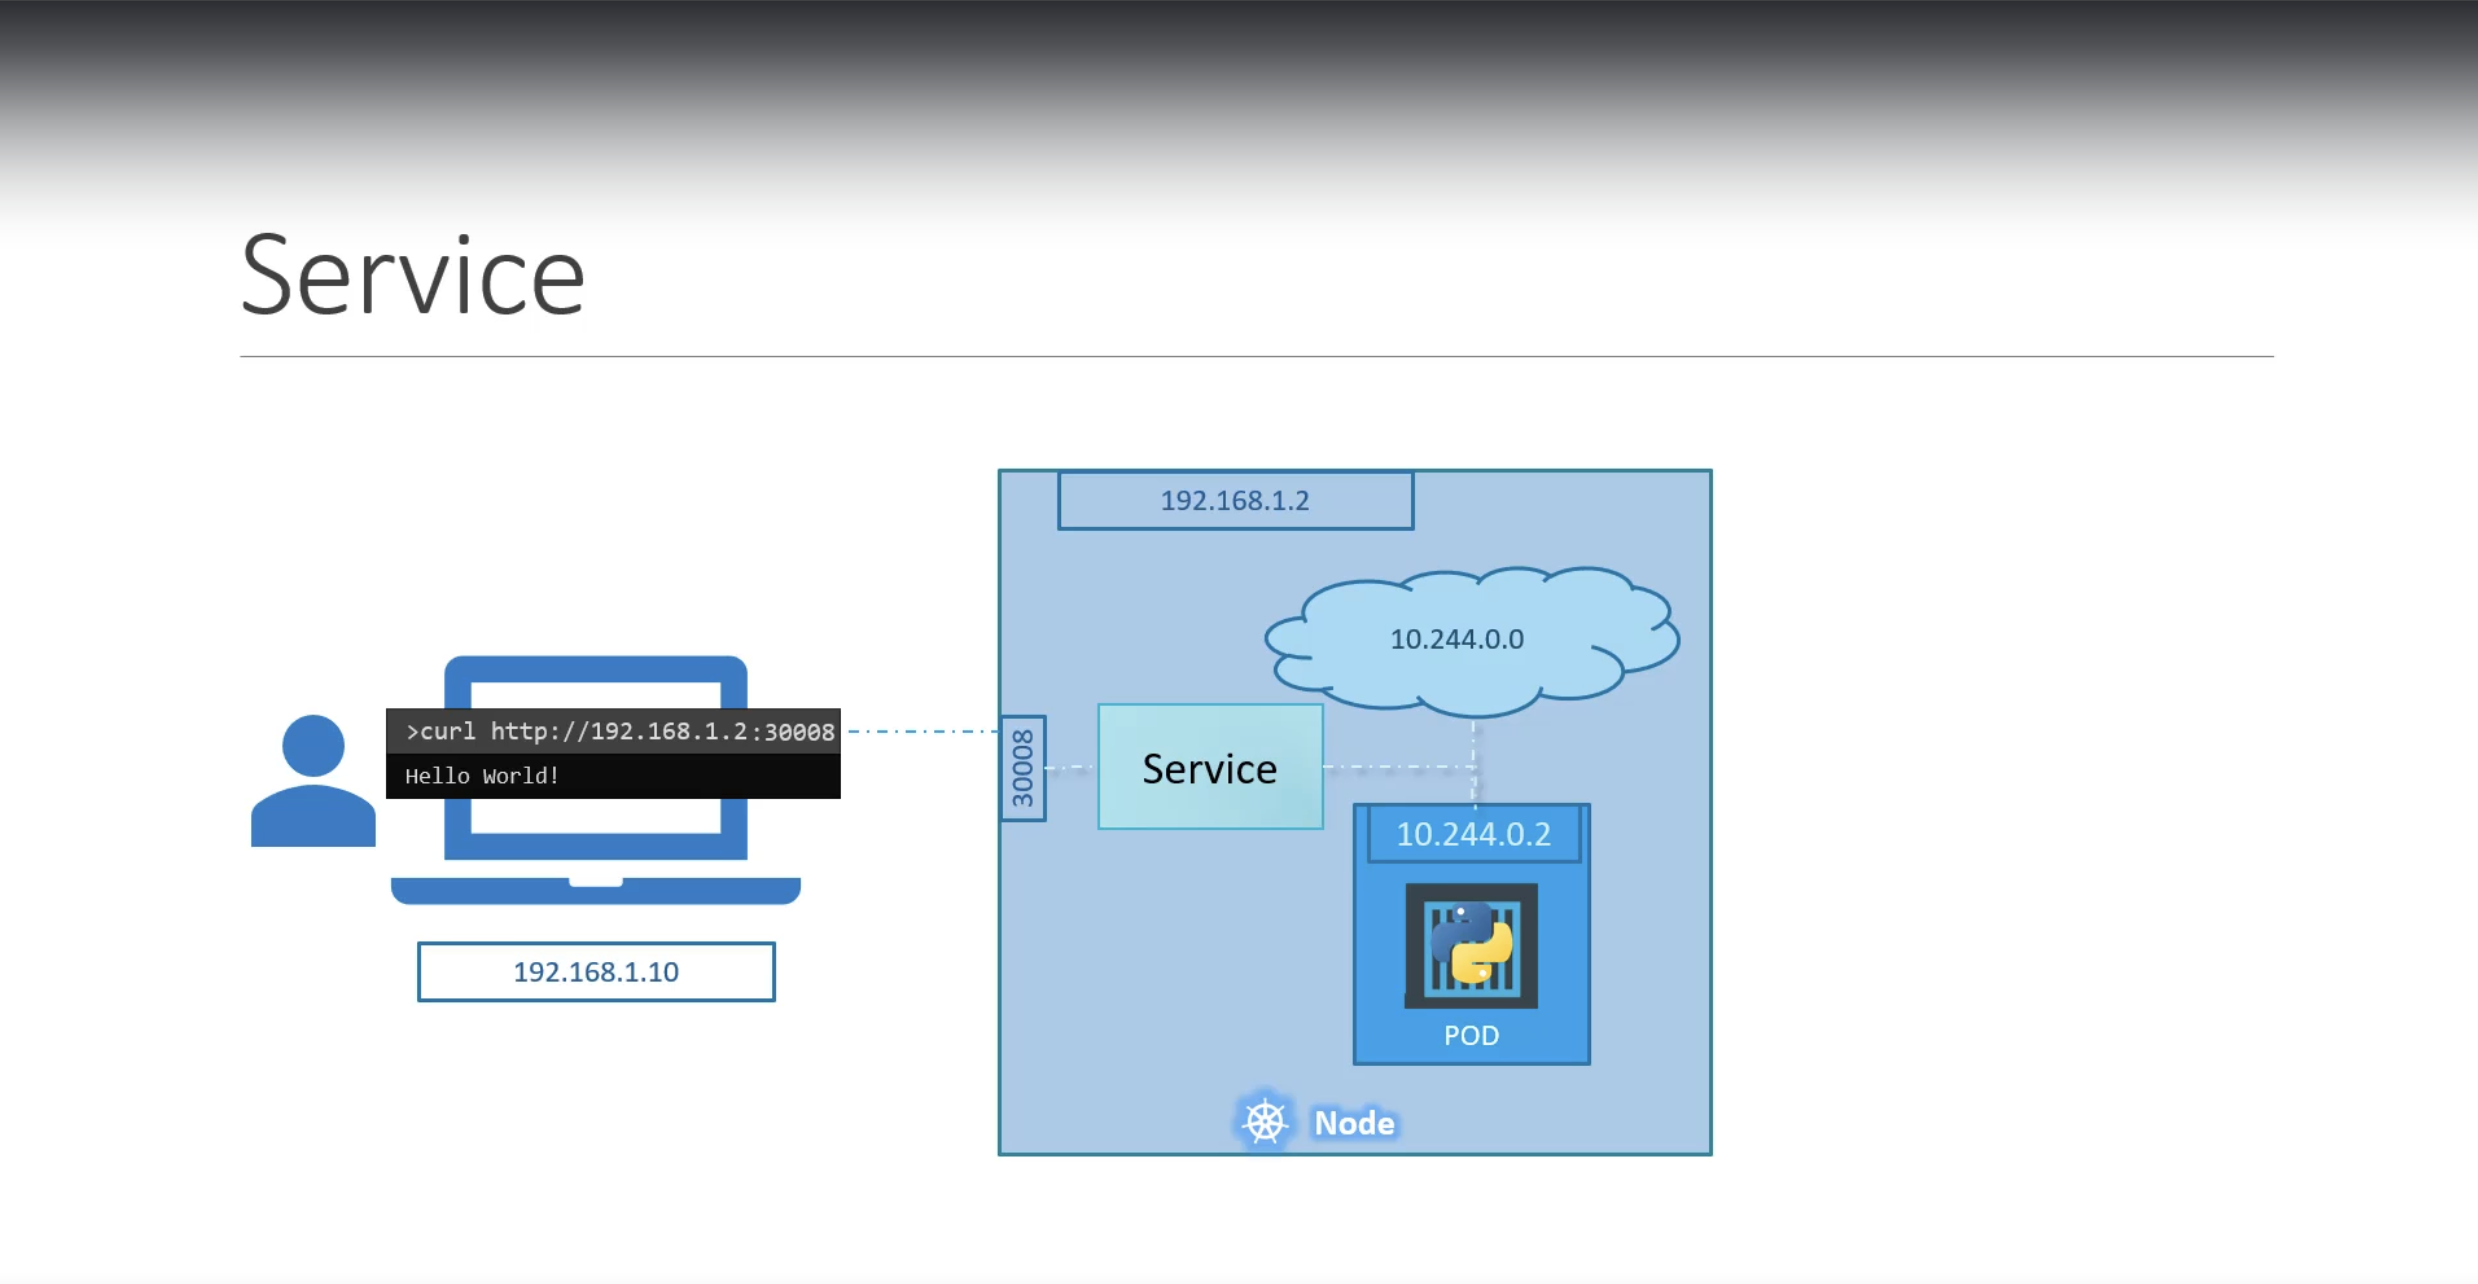 Service
192.168.1.2
10.244.0.0
>curl http://192.168.1.2:30008
Hello World!
30008
Service
10.244.0.2
POD
192.168.1.10
Node